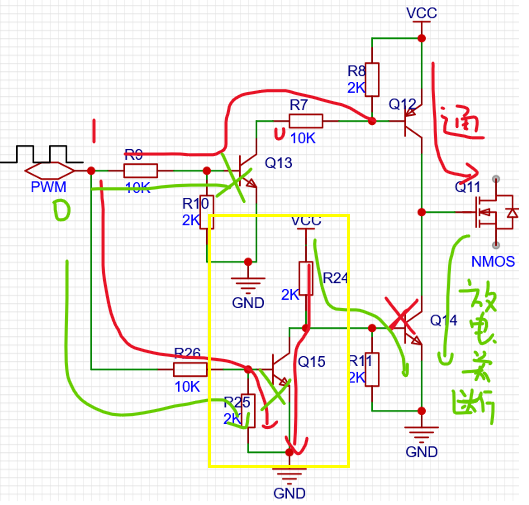 VCC
R8
2K
R7
10K
Q12
通
1
0
R9
10K
Q13
Q11
PWM
0
R10
2K
VCC
NMOS
GND
R24
2K
Q14
放
电
关
断
Q15
R11
2K
R26
10K
R25
2K
GND
GND